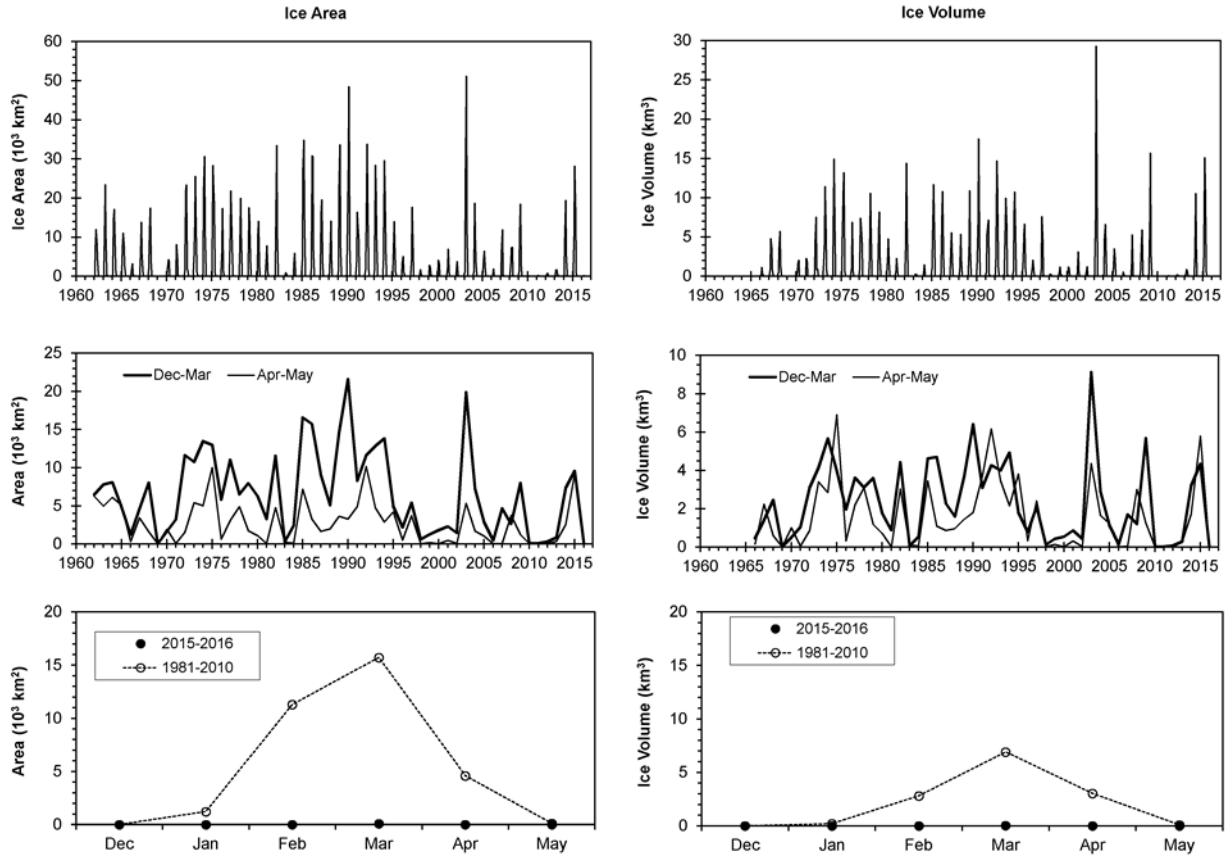 Ice Area
Ice Volume
Ice Area (10³ km²)
60
50
40
30
20
10
0
1960 1965 1970 1975 1980 1985 1990 1995 2000 2005 2010 2015
Ice Volume (km³)
30
25
20
15
10
5
0
1960 1965 1970 1975 1980 1985 1990 1995 2000 2005 2010 2015
Area (10³ km²)
25
20
15
10
5
0
Dec-Mar Apr-May
1960 1965 1970 1975 1980 1985 1990 1995 2000 2005 2010 2015
Ice Volume (km³)
10
8
6
4
2
0
Dec-Mar Apr-May
1960 1965 1970 1975 1980 1985 1990 1995 2000 2005 2010 2015
Area (10³ km²)
20
15
10
5
0
2015-2016
1981-2010
Dec Jan Feb Mar Apr May
Ice Volume (km³)
20
15
10
5
0
2015-2016
1981-2010
Dec Jan Feb Mar Apr May